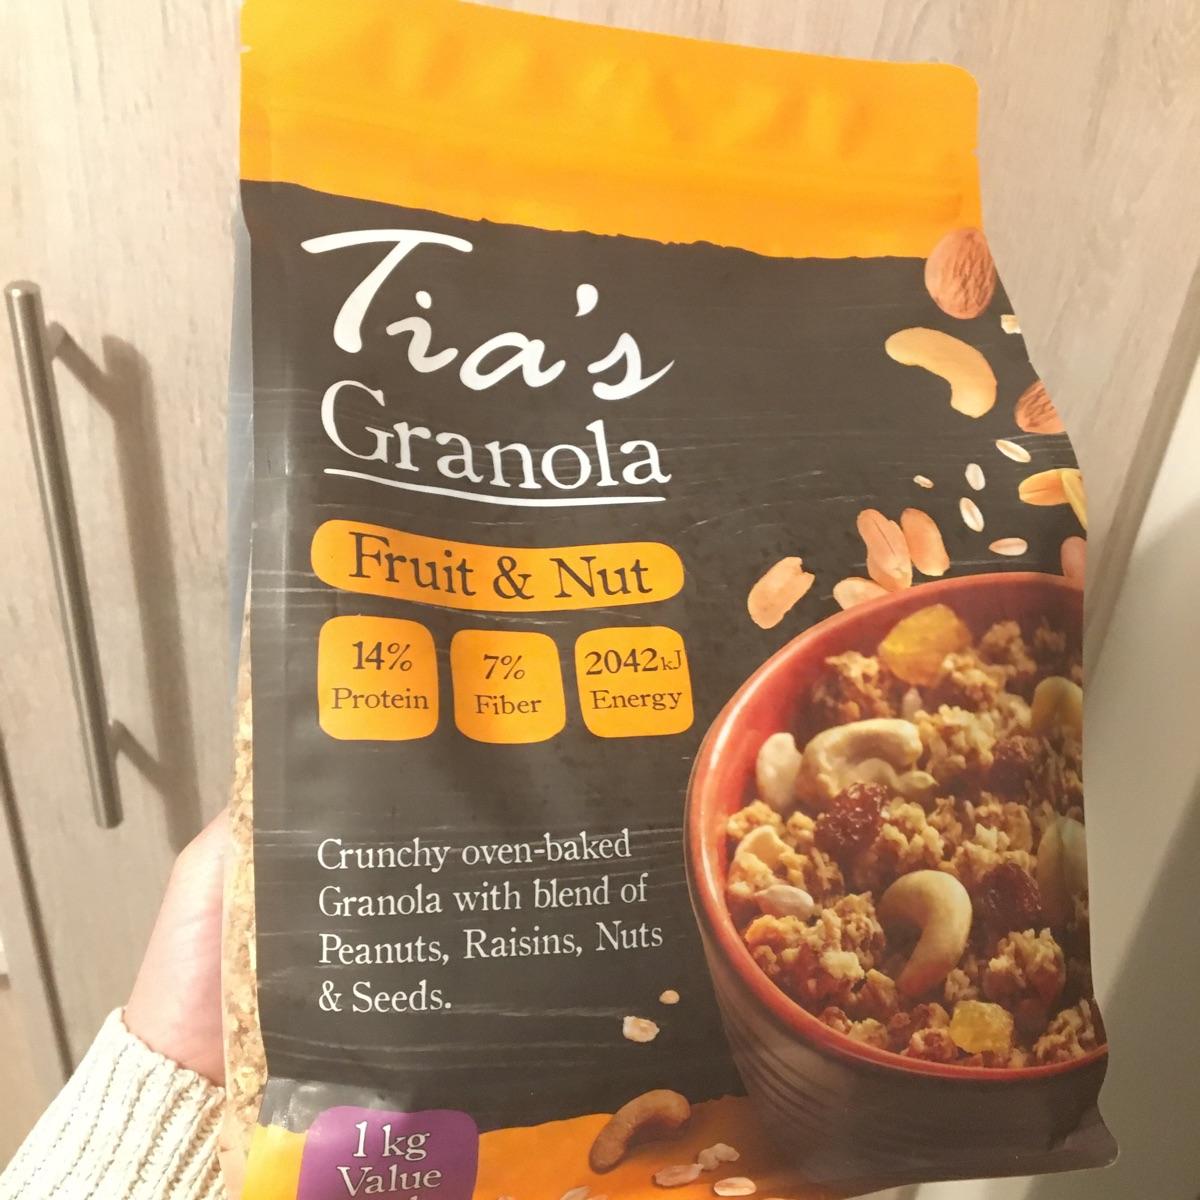 Tia's
Granola
Fruit & Nut
14%
Protein
7%
Fiber
2042kJ
Energy
Crunchy oven-baked
Granola with blend of
Peanuts, Raisins, Nuts
& Seeds.
1 kg
Value